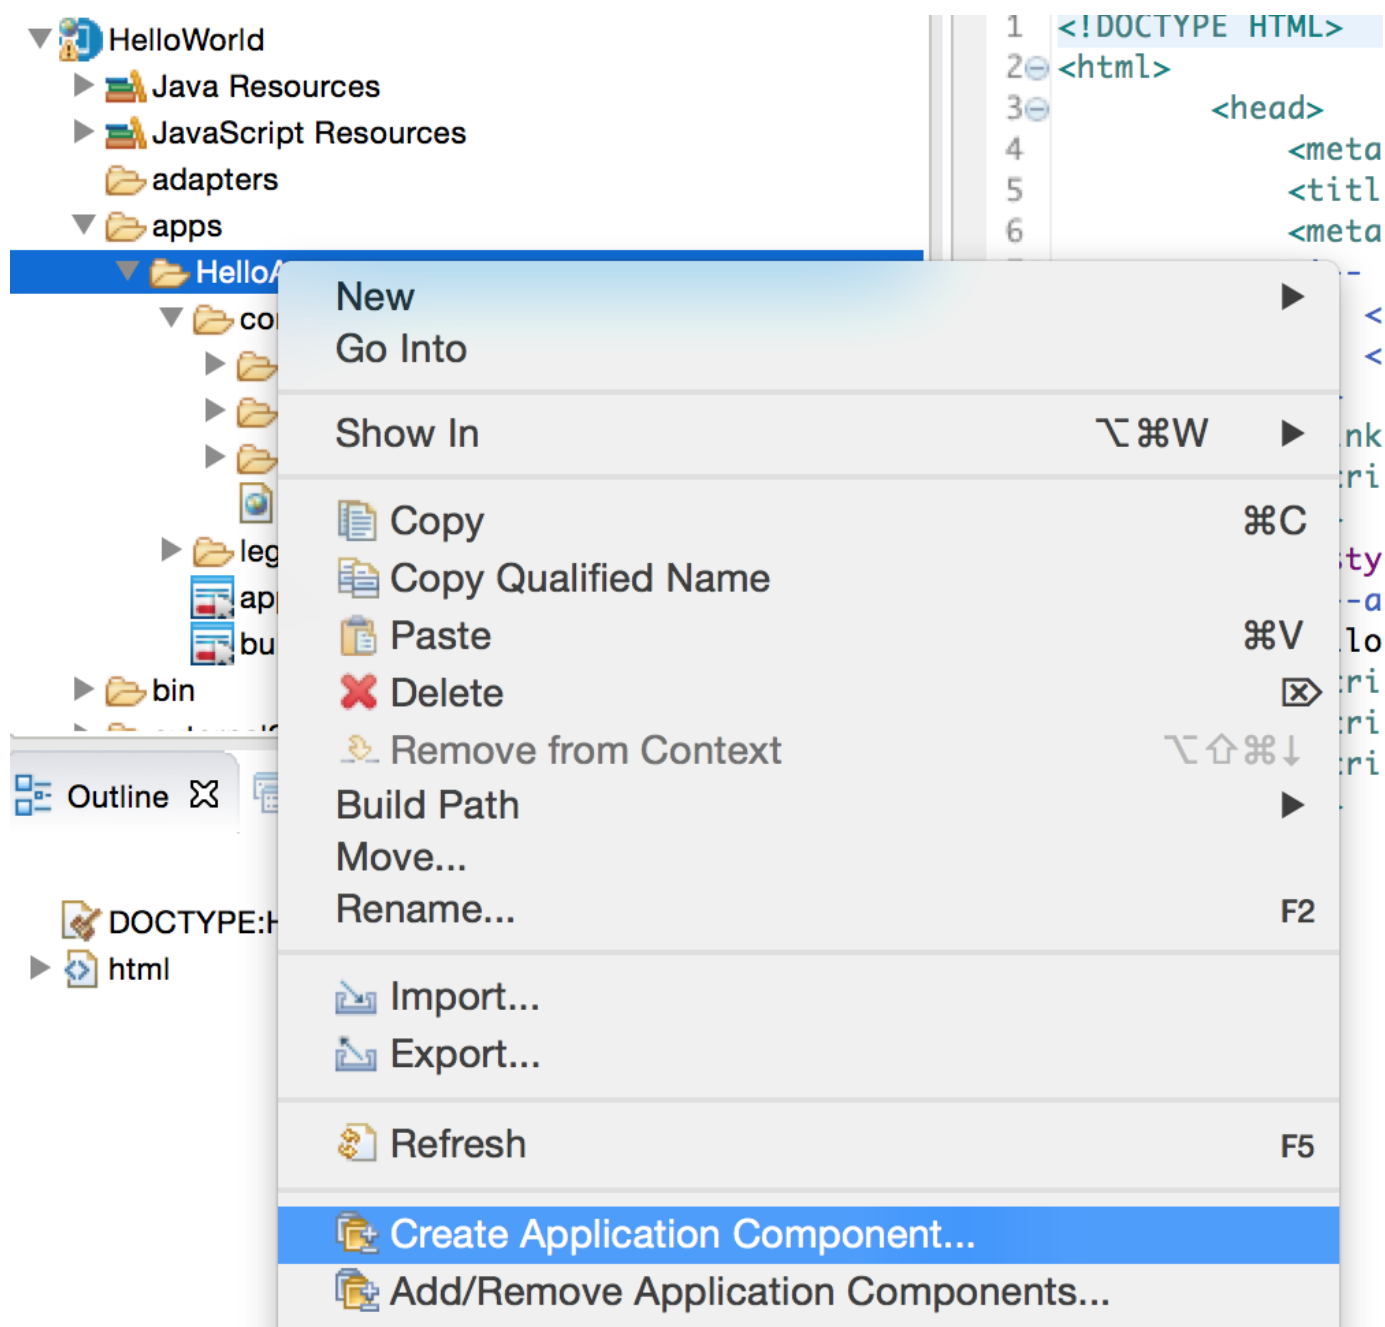 HelloWorld
Java Resources
JavaScript Resources
adapters
apps
bin
Outline
html
New
Go Into
Show In ⌥⌘W
Copy ⌘C
Copy Qualified Name
Paste ⌘V
Delete ⌦
Remove from Context ⌥⇧⌘↓
Build Path
Move...
Rename... F2
Import...
Export...
Refresh F5
Create Application Component...
Add/Remove Application Components...
1 <!DOCTYPE HTML>
2 <html>
3 <head>
4 <meta
5 <titl
6 <meta